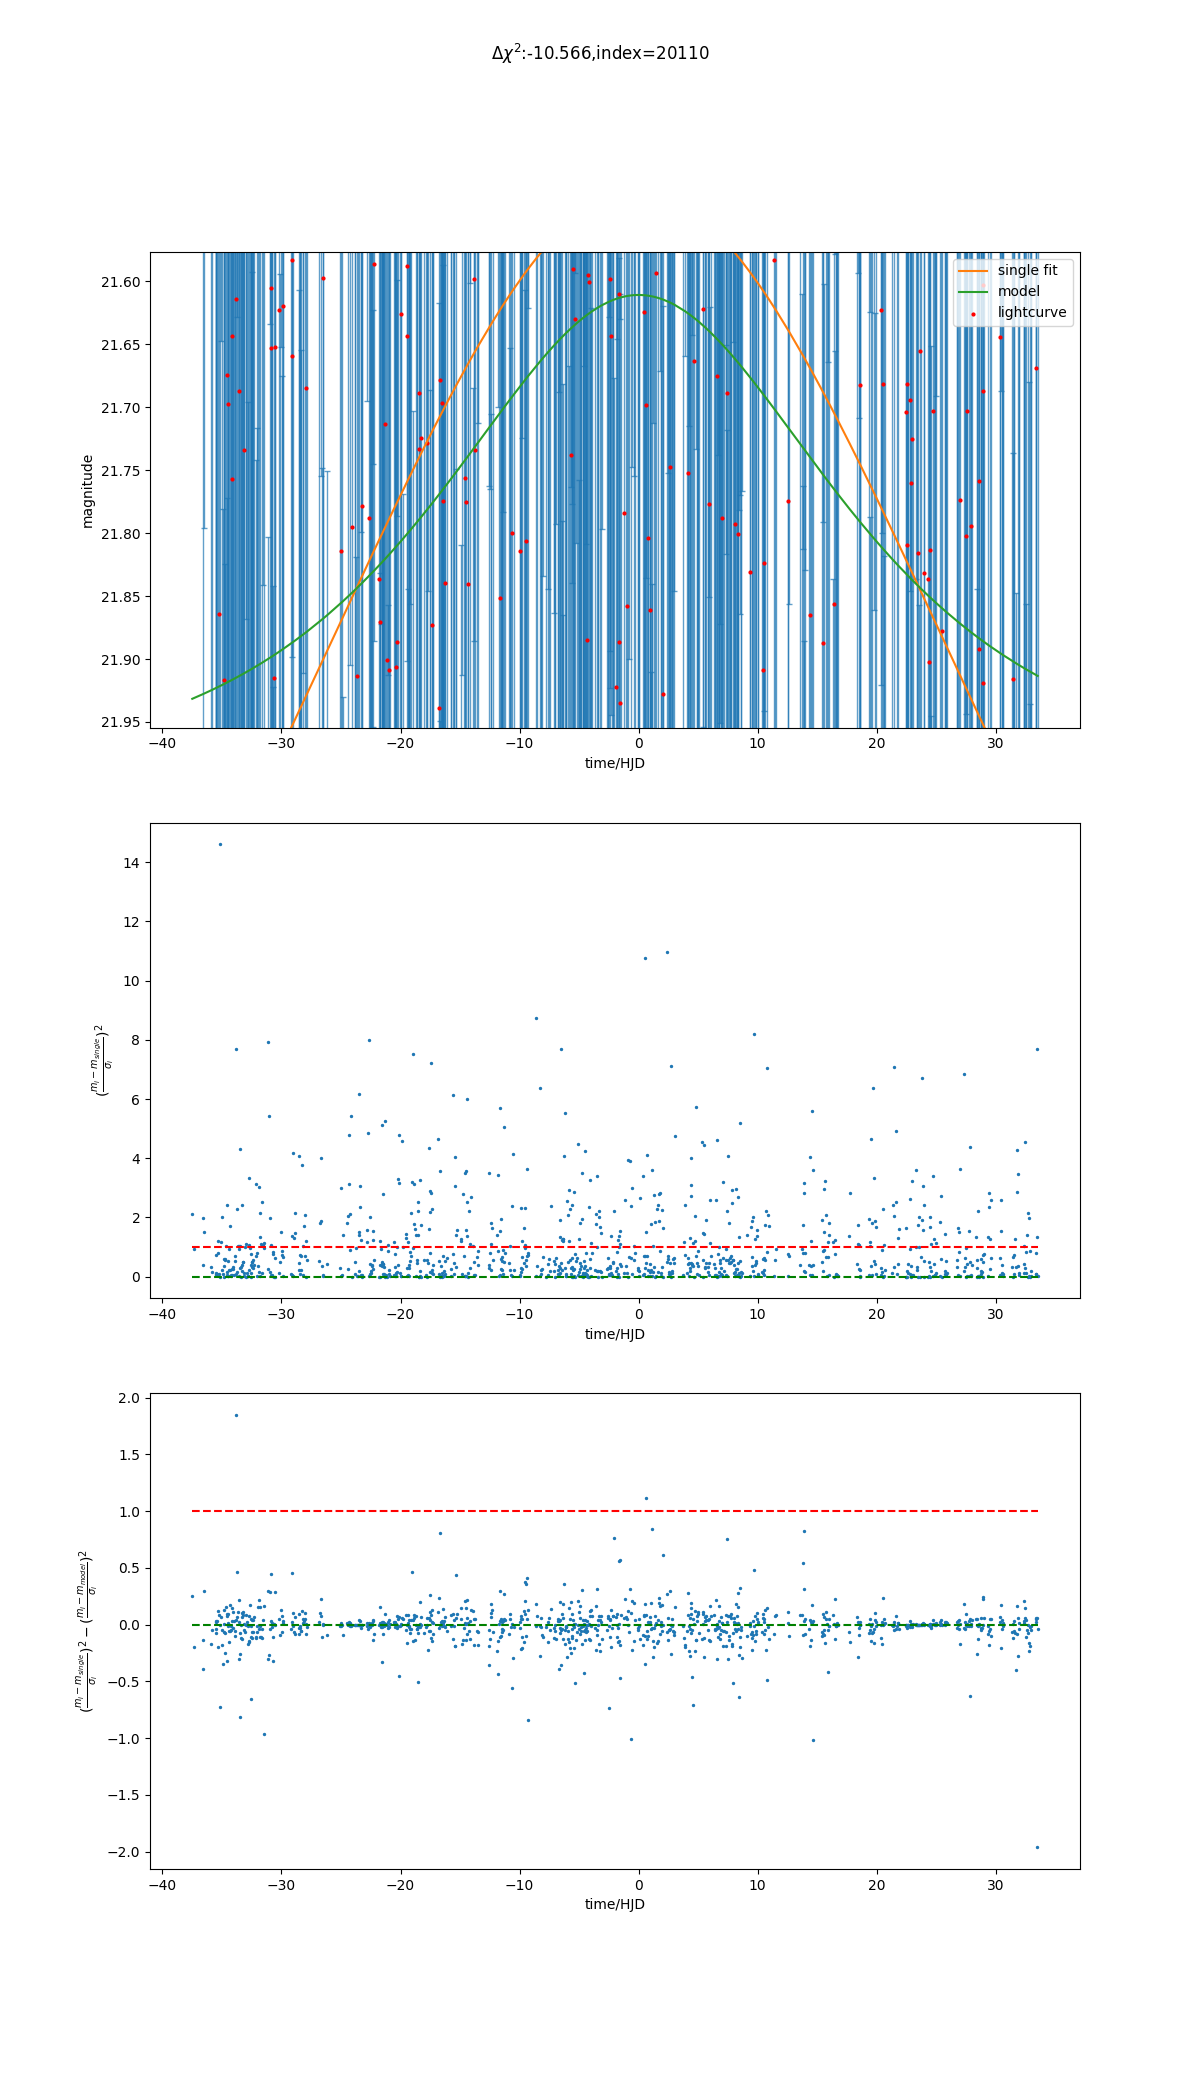 Δχ²:-10.566,index=20110
single fit
model
lightcurve
magnitude
21.60
21.65
21.70
21.75
21.80
21.85
21.90
21.95
−40 −30 −20 −10 0 10 20 30
time/HJD
(m_i − m_single / σ_i)²
14
12
10
8
6
4
2
0
−40 −30 −20 −10 0 10 20 30
time/HJD
(m_i − m_single / σ_i)² − (m_i − m_model / σ_i)²
2.0
1.5
1.0
0.5
0.0
−0.5
−1.0
−1.5
−2.0
−40 −30 −20 −10 0 10 20 30
time/HJD